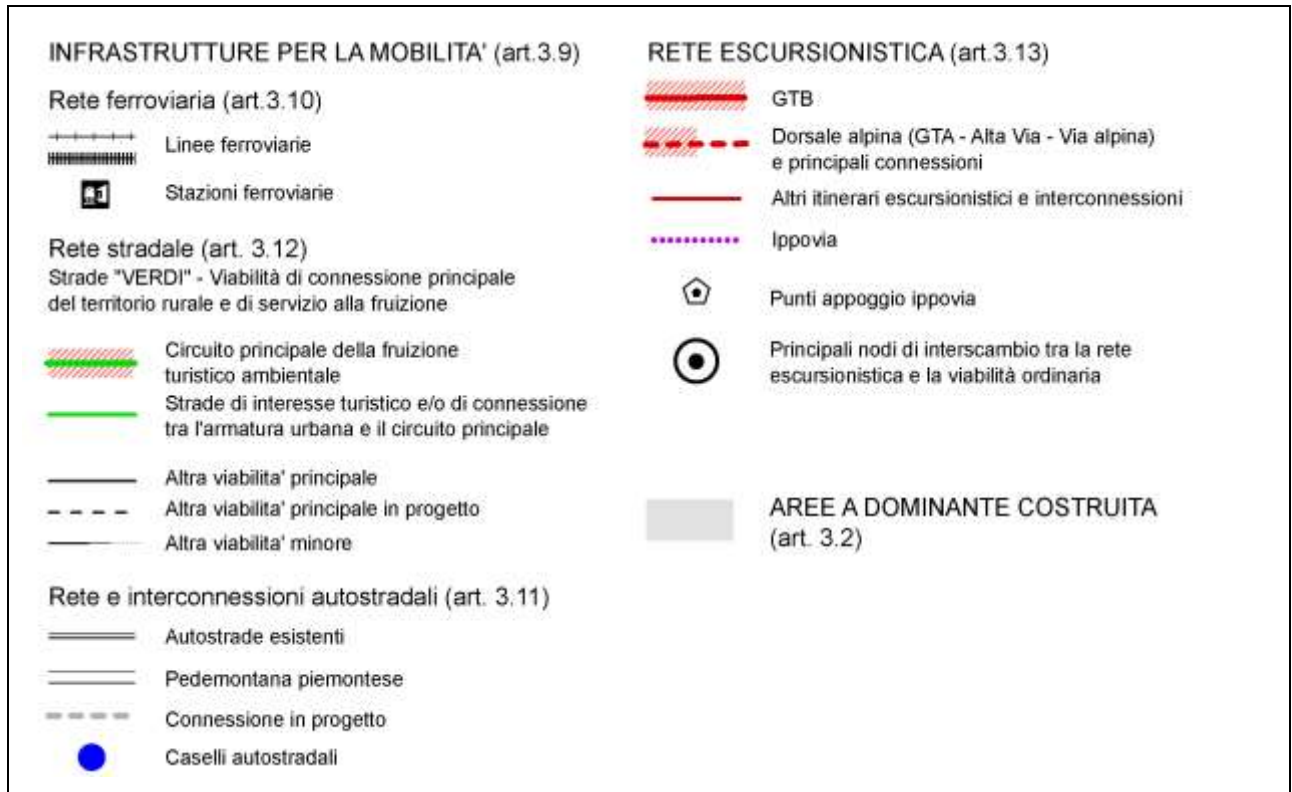 INFRASTRUTTURE PER LA MOBILITA' (art.3.9)
Rete ferroviaria (art.3.10)
Linee ferroviarie
Stazioni ferroviarie
Rete stradale (art. 3.12)
Strade "VERDI" - Viabilità di connessione principale
del territorio rurale e di servizio alla fruizione
Circuito principale della fruizione
turistico ambientale
Strade di interesse turistico e/o di connessione
tra l'armatura urbana e il circuito principale
Altra viabilita' principale
Altra viabilita' principale in progetto
Altra viabilita' minore
Rete e interconnessioni autostradali (art. 3.11)
Autostrade esistenti
Pedemontana piemontese
Connessione in progetto
Caselli autostradali
RETE ESCURSIONISTICA (art.3.13)
GTB
Dorsale alpina (GTA - Alta Via - Via alpina)
e principali connessioni
Altri itinerari escursionistici e interconnessioni
Ippovia
Punti appoggio ippovia
Principali nodi di interscambio tra la rete
escursionistica e la viabilità ordinaria
AREE A DOMINANTE COSTRUITA
(art. 3.2)